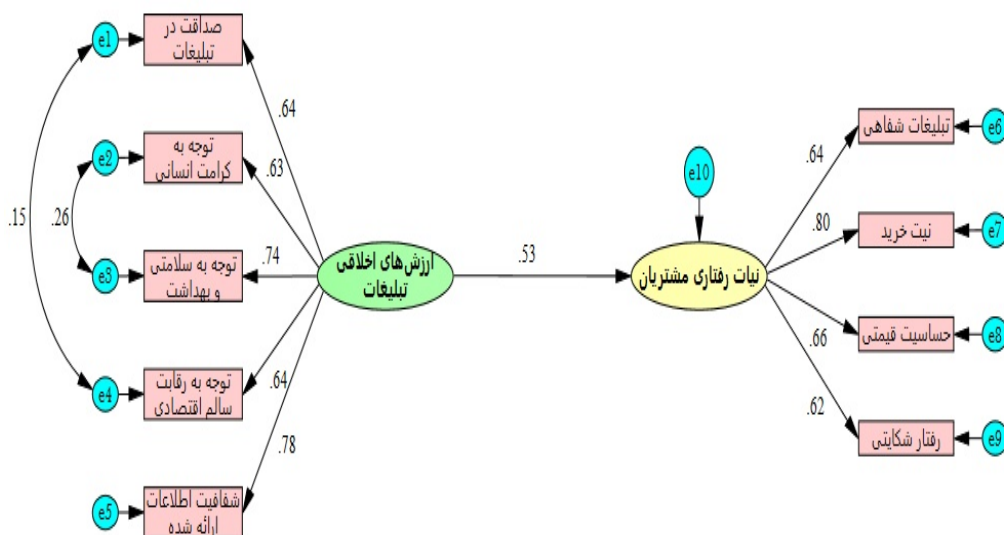 e1
صداقت در
تبلیغات
.64
e2
توجه به
کرامت انسانی
.63
.15
.26
e3
توجه به سلامتی
و بهداشت
.74
e4
توجه به رقابت
سالم اقتصادی
.64
e5
شفافیت اطلاعات
ارائه شده
.78
ارزش‌های اخلاقی
تبلیغات
.53
e10
نیات رفتاری مشتریان
.64
تبلیغات شفاهی
e6
.80
نیت خرید
e7
.66
حساسیت قیمتی
e8
.62
رفتار شکایتی
e9